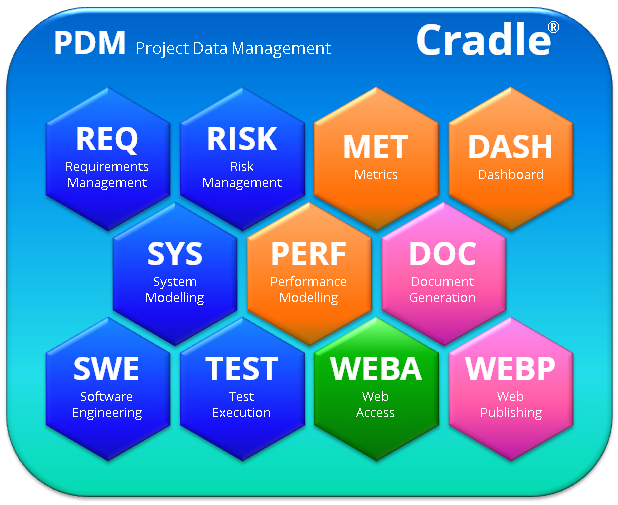 PDM Project Data Management
Cradle®
REQ
Requirements
Management
RISK
Risk
Management
MET
Metrics
DASH
Dashboard
SYS
System
Modelling
PERF
Performance
Modelling
DOC
Document
Generation
SWE
Software
Engineering
TEST
Test
Execution
WEBA
Web
Access
WEBP
Web
Publishing